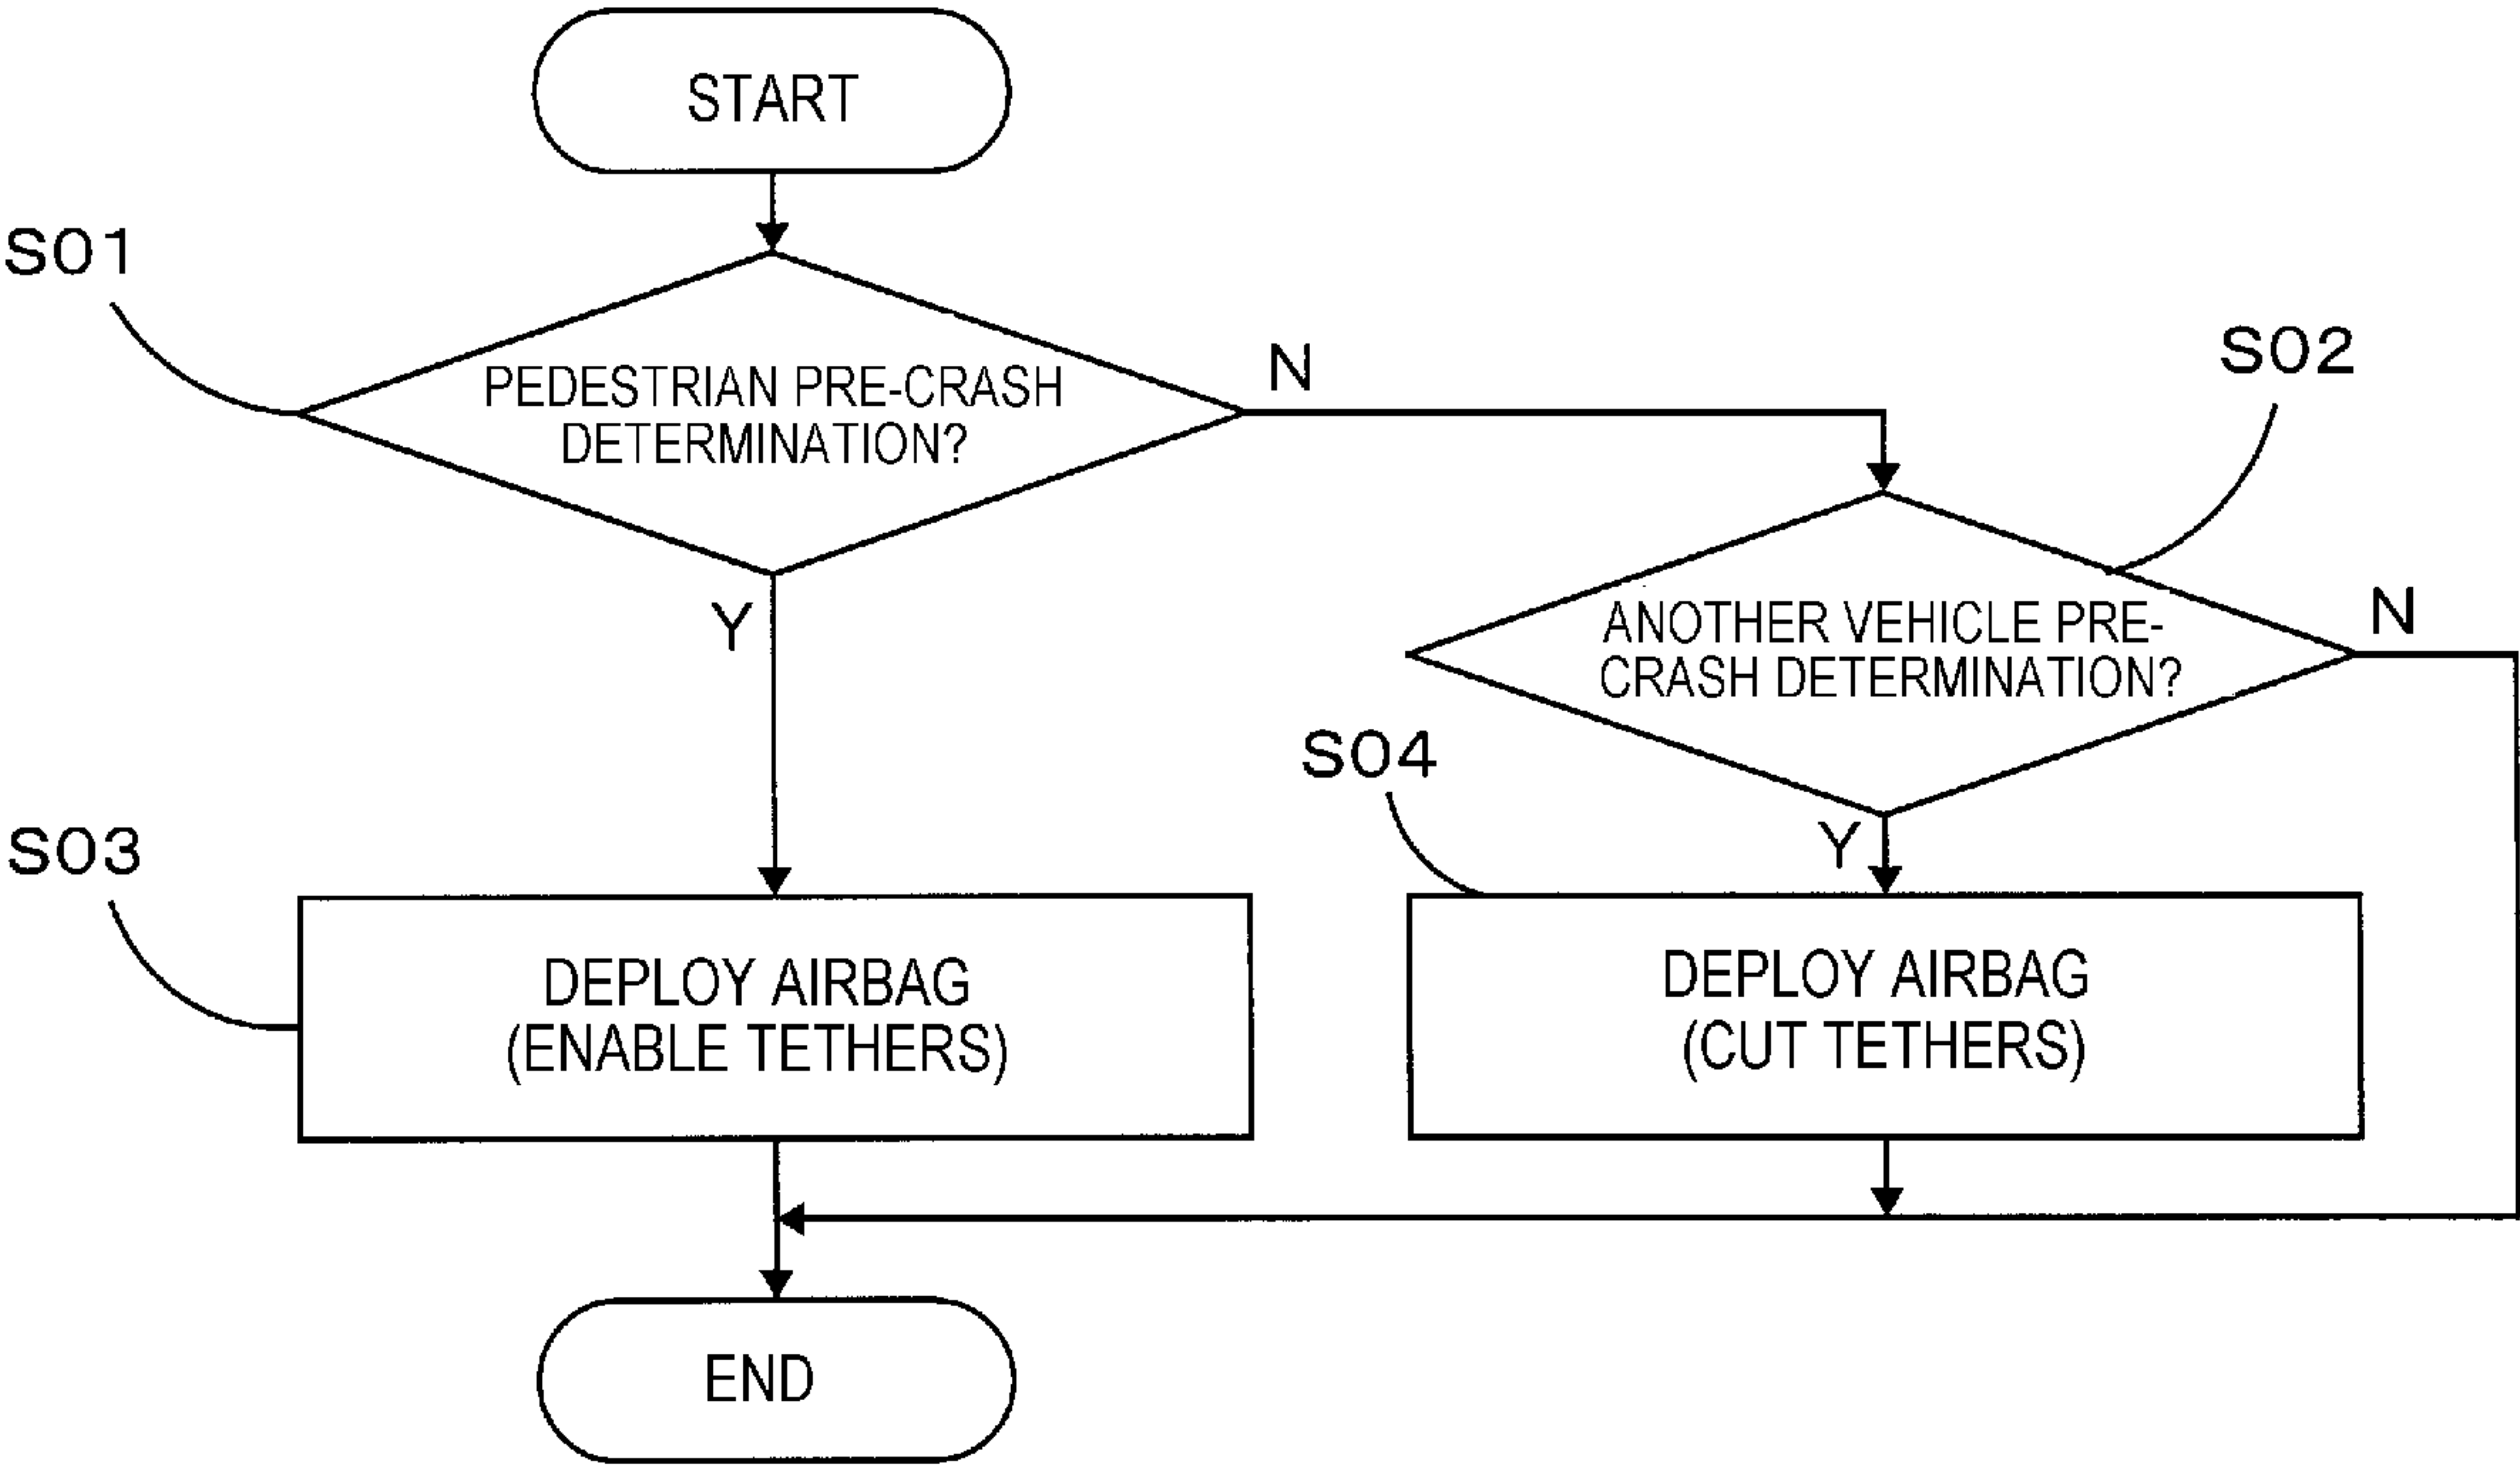 START
S01
PEDESTRIAN PRE-CRASH
DETERMINATION?
N
S02
Y
ANOTHER VEHICLE PRE-
CRASH DETERMINATION?
N
S04
Y
S03
DEPLOY AIRBAG
(ENABLE TETHERS)
DEPLOY AIRBAG
(CUT TETHERS)
END